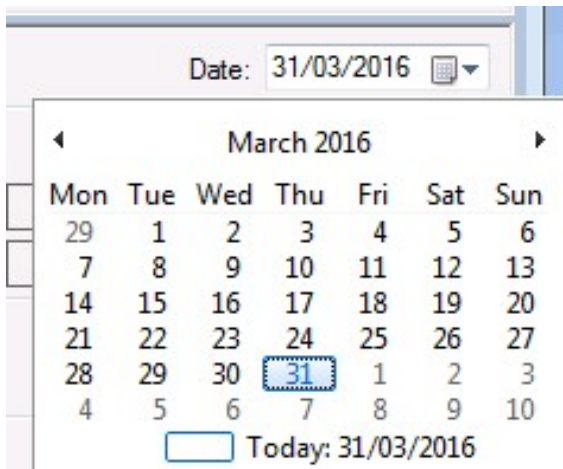 Date: 31/03/2016
March 2016
Mon Tue Wed Thu Fri Sat Sun
29 1 2 3 4 5 6
7 8 9 10 11 12 13
14 15 16 17 18 19 20
21 22 23 24 25 26 27
28 29 30 31 1 2 3
4 5 6 7 8 9 10
Today: 31/03/2016